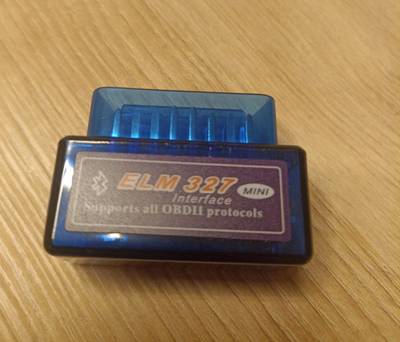 ELM 327 MINI
Interface
Supports all OBDII protocols